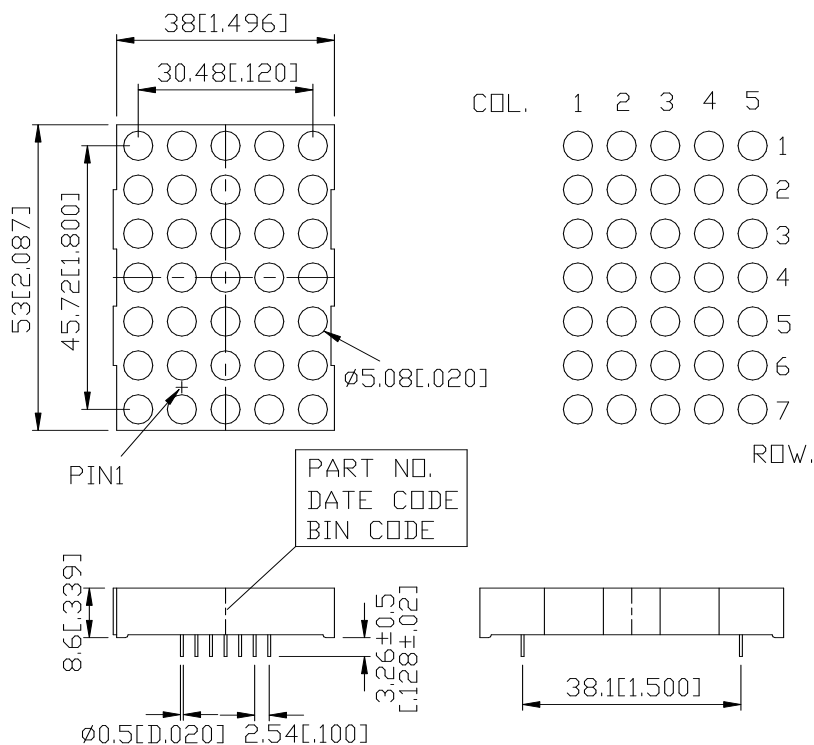 38[1.496]
30.48[.120]
COL. 1 2 3 4 5
1
2
3
4
5
6
7
ROW.
53[2.087]
45.72[1.800]
Ø5.08[.020]
PIN1
PART NO.
DATE CODE
BIN CODE
8.6[.339]
3.26±0.5
[.128±.02]
38.1[1.500]
Ø0.5[D.020]
2.54[.100]